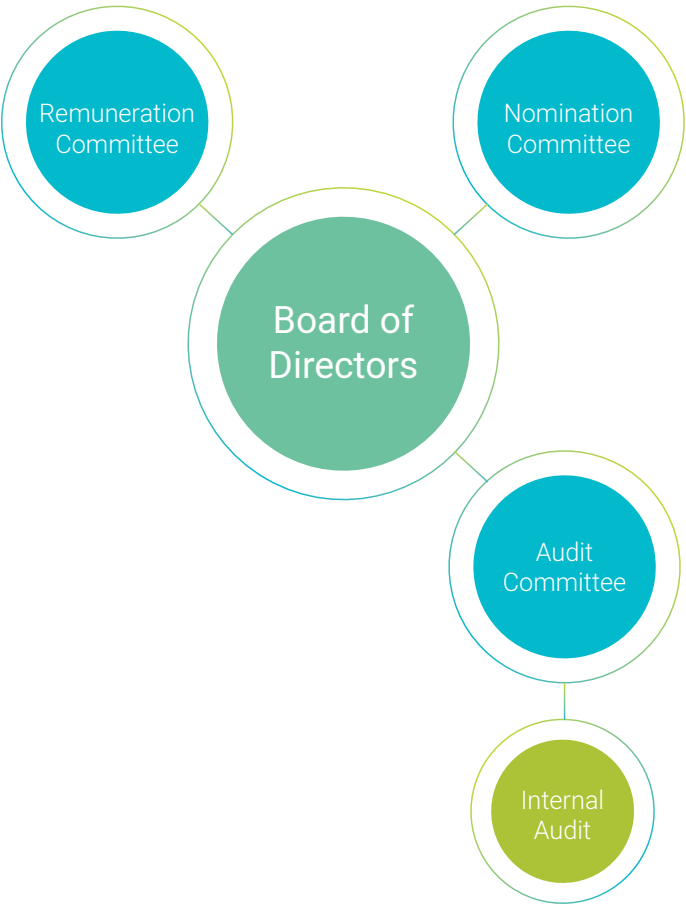 Remuneration
Committee
Nomination
Committee
Board of
Directors
Audit
Committee
Internal
Audit